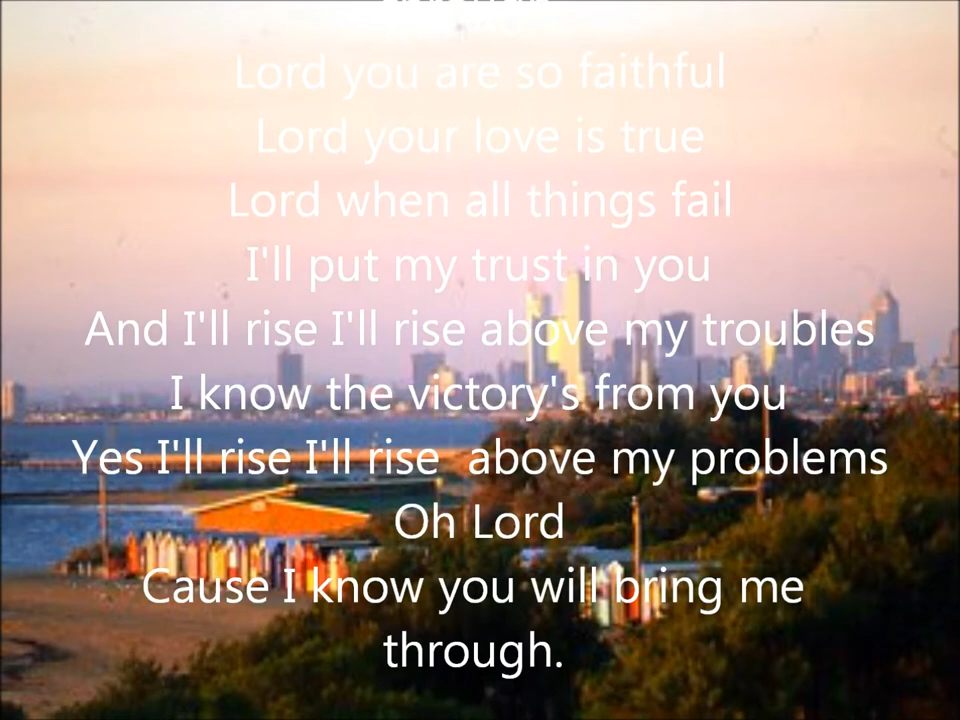 Lord you are so faithful
Lord your love is true
Lord when all things fail
I'll put my trust in you
And I'll rise I'll rise above my troubles
I know the victory's from you
Yes I'll rise I'll rise  above my problems
Oh Lord
Cause I know you will bring me
through.